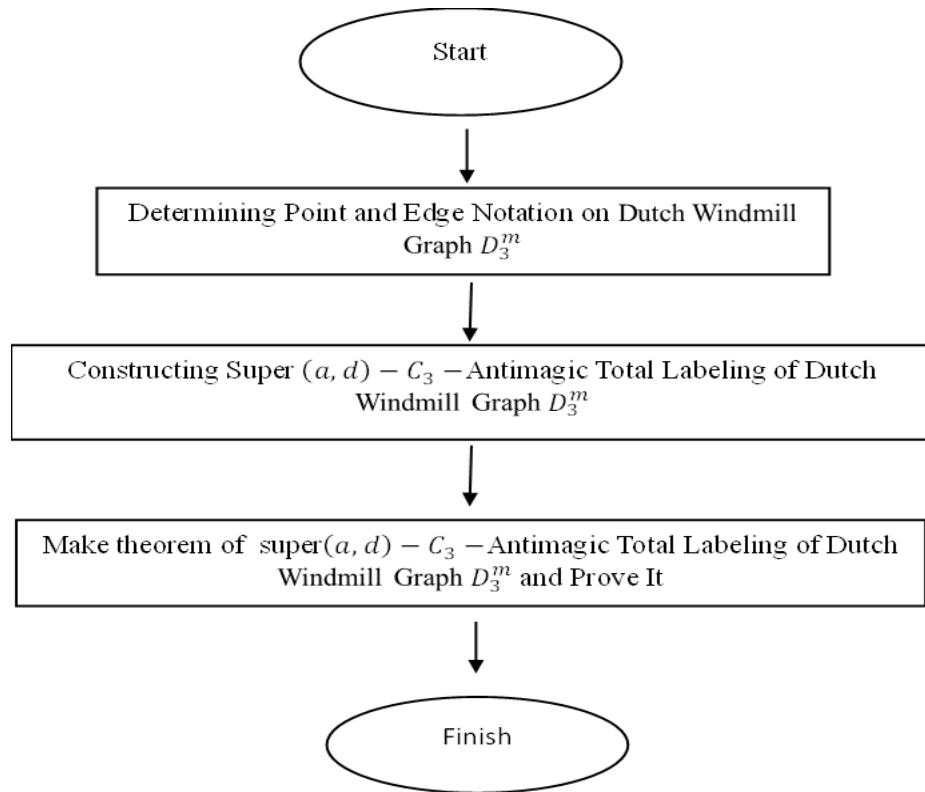 Start
Determining Point and Edge Notation on Dutch Windmill
Graph $D_3^m$
Constructing Super $(a, d) - C_3 -$Antimagic Total Labeling of Dutch
Windmill Graph $D_3^m$
Make theorem of super$(a, d) - C_3 -$Antimagic Total Labeling of Dutch
Windmill Graph $D_3^m$ and Prove It
Finish